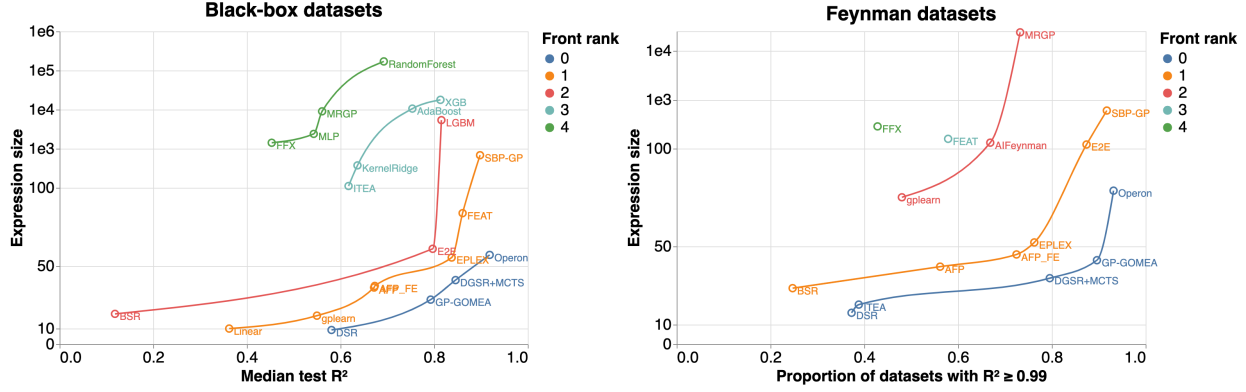 Black-box datasets
Expression size
1e6
1e5
1e4
1e3
100
50
10
0
0.0 0.2 0.4 0.6 0.8 1.0
Median test R²
RandomForest
MRGP
MLP
FFX
XGB
AdaBoost
KernelRidge
ITEA
LGBM
E2E
BSR
SBP-GP
FEAT
EPLEX
AFP_FE
AFP
gplearn
Linear
Operon
DGSR+MCTS
GP-GOMEA
DSR
Front rank
0
1
2
3
4
Feynman datasets
Expression size
1e4
1e3
100
50
10
0
0.0 0.2 0.4 0.6 0.8 1.0
Proportion of datasets with R² ≥ 0.99
MRGP
AIFeynman
gplearn
FFX
FEAT
SBP-GP
E2E
EPLEX
AFP_FE
AFP
BSR
Operon
GP-GOMEA
DGSR+MCTS
ITEA
DSR
Front rank
0
1
2
3
4